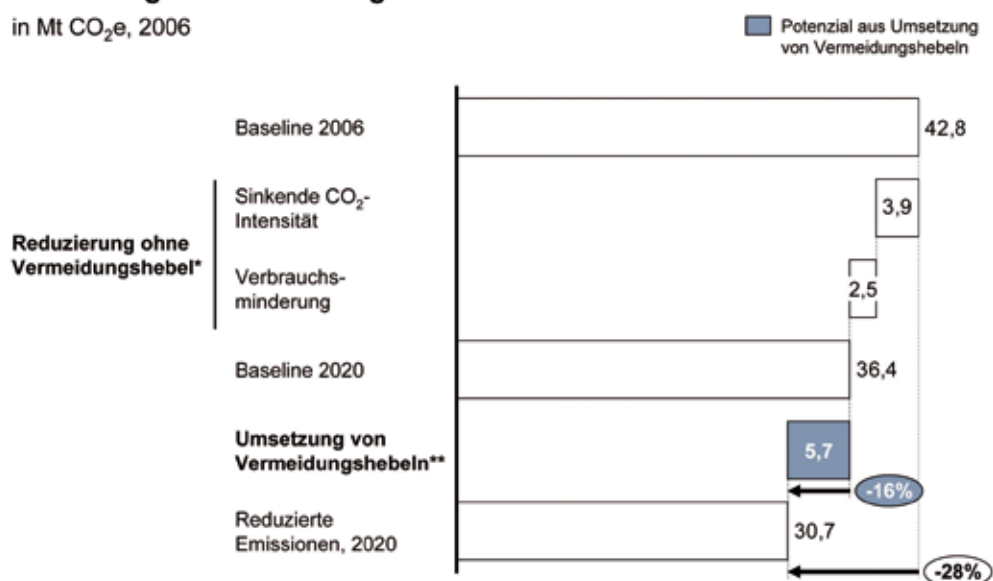 in Mt CO₂e, 2006
Potenzial aus Umsetzung
von Vermeidungshebeln
Baseline 2006
42,8
Sinkende CO₂-
Intensität
3,9
Reduzierung ohne
Vermeidungshebel*
Verbrauchs-
minderung
2,5
Baseline 2020
36,4
Umsetzung von
Vermeidungshebeln**
5,7
-16%
Reduzierte
Emissionen, 2020
30,7
-28%